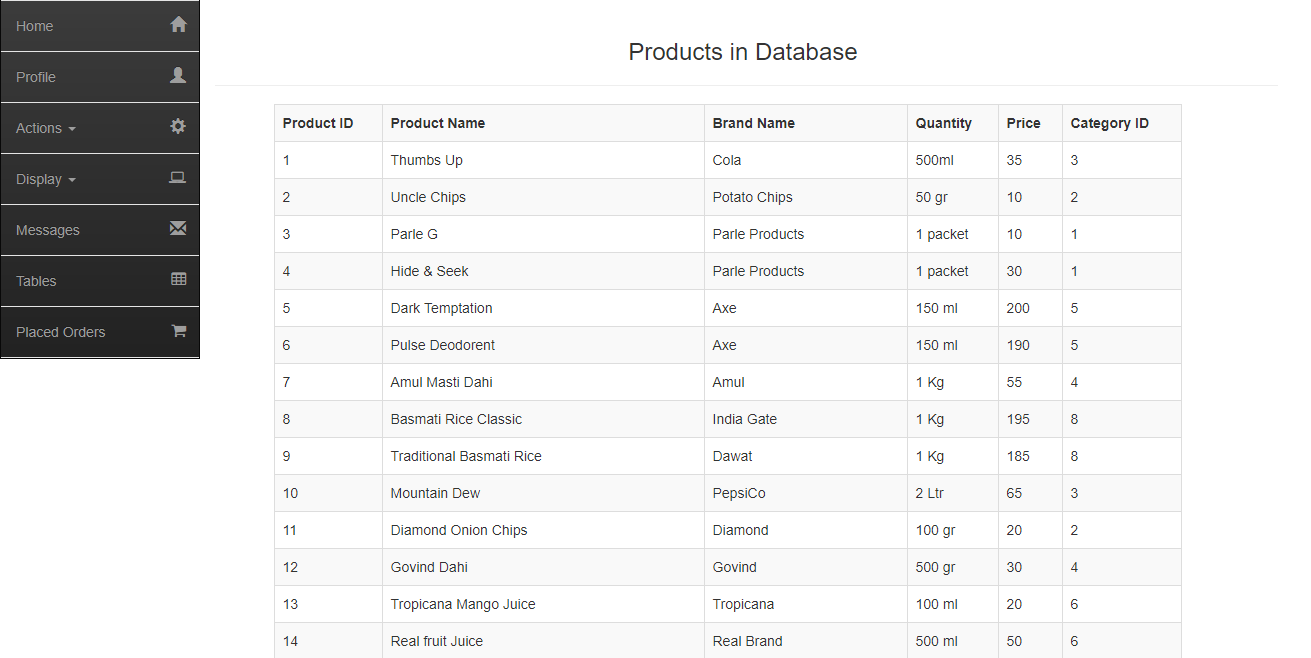 Home
Profile
Actions
Display
Messages
Tables
Placed Orders
Products in Database
Product ID Product Name Brand Name Quantity Price Category ID
1 Thumbs Up Cola 500ml 35 3
2 Uncle Chips Potato Chips 50 gr 10 2
3 Parle G Parle Products 1 packet 10 1
4 Hide & Seek Parle Products 1 packet 30 1
5 Dark Temptation Axe 150 ml 200 5
6 Pulse Deodorent Axe 150 ml 190 5
7 Amul Masti Dahi Amul 1 Kg 55 4
8 Basmati Rice Classic India Gate 1 Kg 195 8
9 Traditional Basmati Rice Dawat 1 Kg 185 8
10 Mountain Dew PepsiCo 2 Ltr 65 3
11 Diamond Onion Chips Diamond 100 gr 20 2
12 Govind Dahi Govind 500 gr 30 4
13 Tropicana Mango Juice Tropicana 100 ml 20 6
14 Real fruit Juice Real Brand 500 ml 50 6